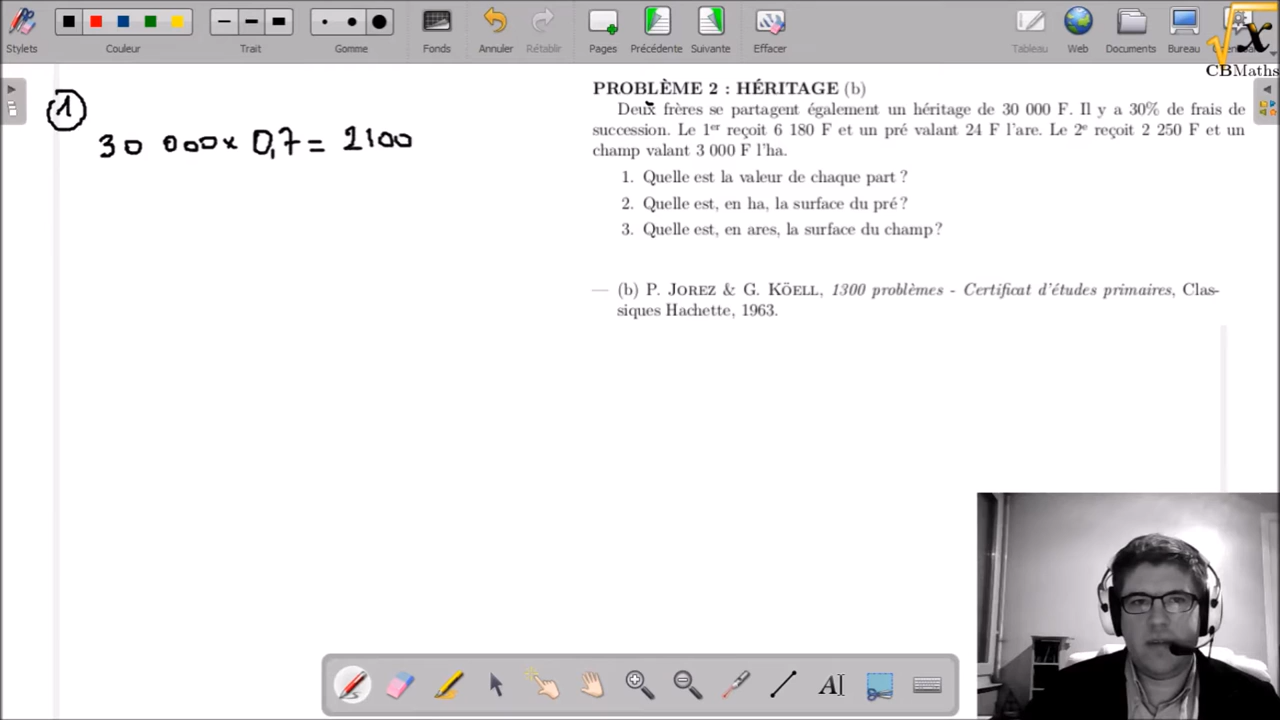 Stylets
Couleur
Trait
Gomme
Fonds
Annuler
Rétablir
Pages
Précédente
Suivante
Effacer
Tableau
Web
Documents
Bureau
√x
CBMaths
1
30 000 x 0,7 = 2100
PROBLÈME 2 : HÉRITAGE (b)
Deux frères se partagent également un héritage de 30 000 F. Il y a 30% de frais de
succession. Le 1er reçoit 6 180 F et un pré valant 24 F l'are. Le 2e reçoit 2 250 F et un
champ valant 3 000 F l'ha.
1. Quelle est la valeur de chaque part ?
2. Quelle est, en ha, la surface du pré ?
3. Quelle est, en ares, la surface du champ ?
— (b) P. JOREZ & G. KÖELL, 1300 problèmes - Certificat d'études primaires, Clas-
siques Hachette, 1963.